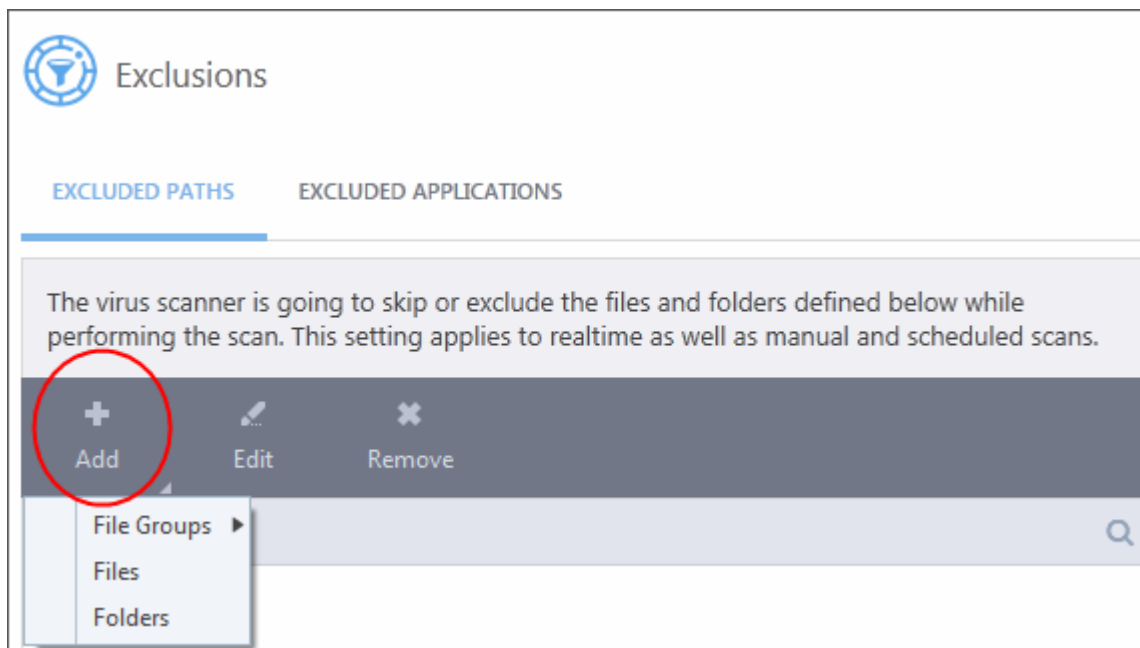 Exclusions
EXCLUDED PATHS EXCLUDED APPLICATIONS
The virus scanner is going to skip or exclude the files and folders defined below while
performing the scan. This setting applies to realtime as well as manual and scheduled scans.
Add Edit Remove
File Groups
Files
Folders